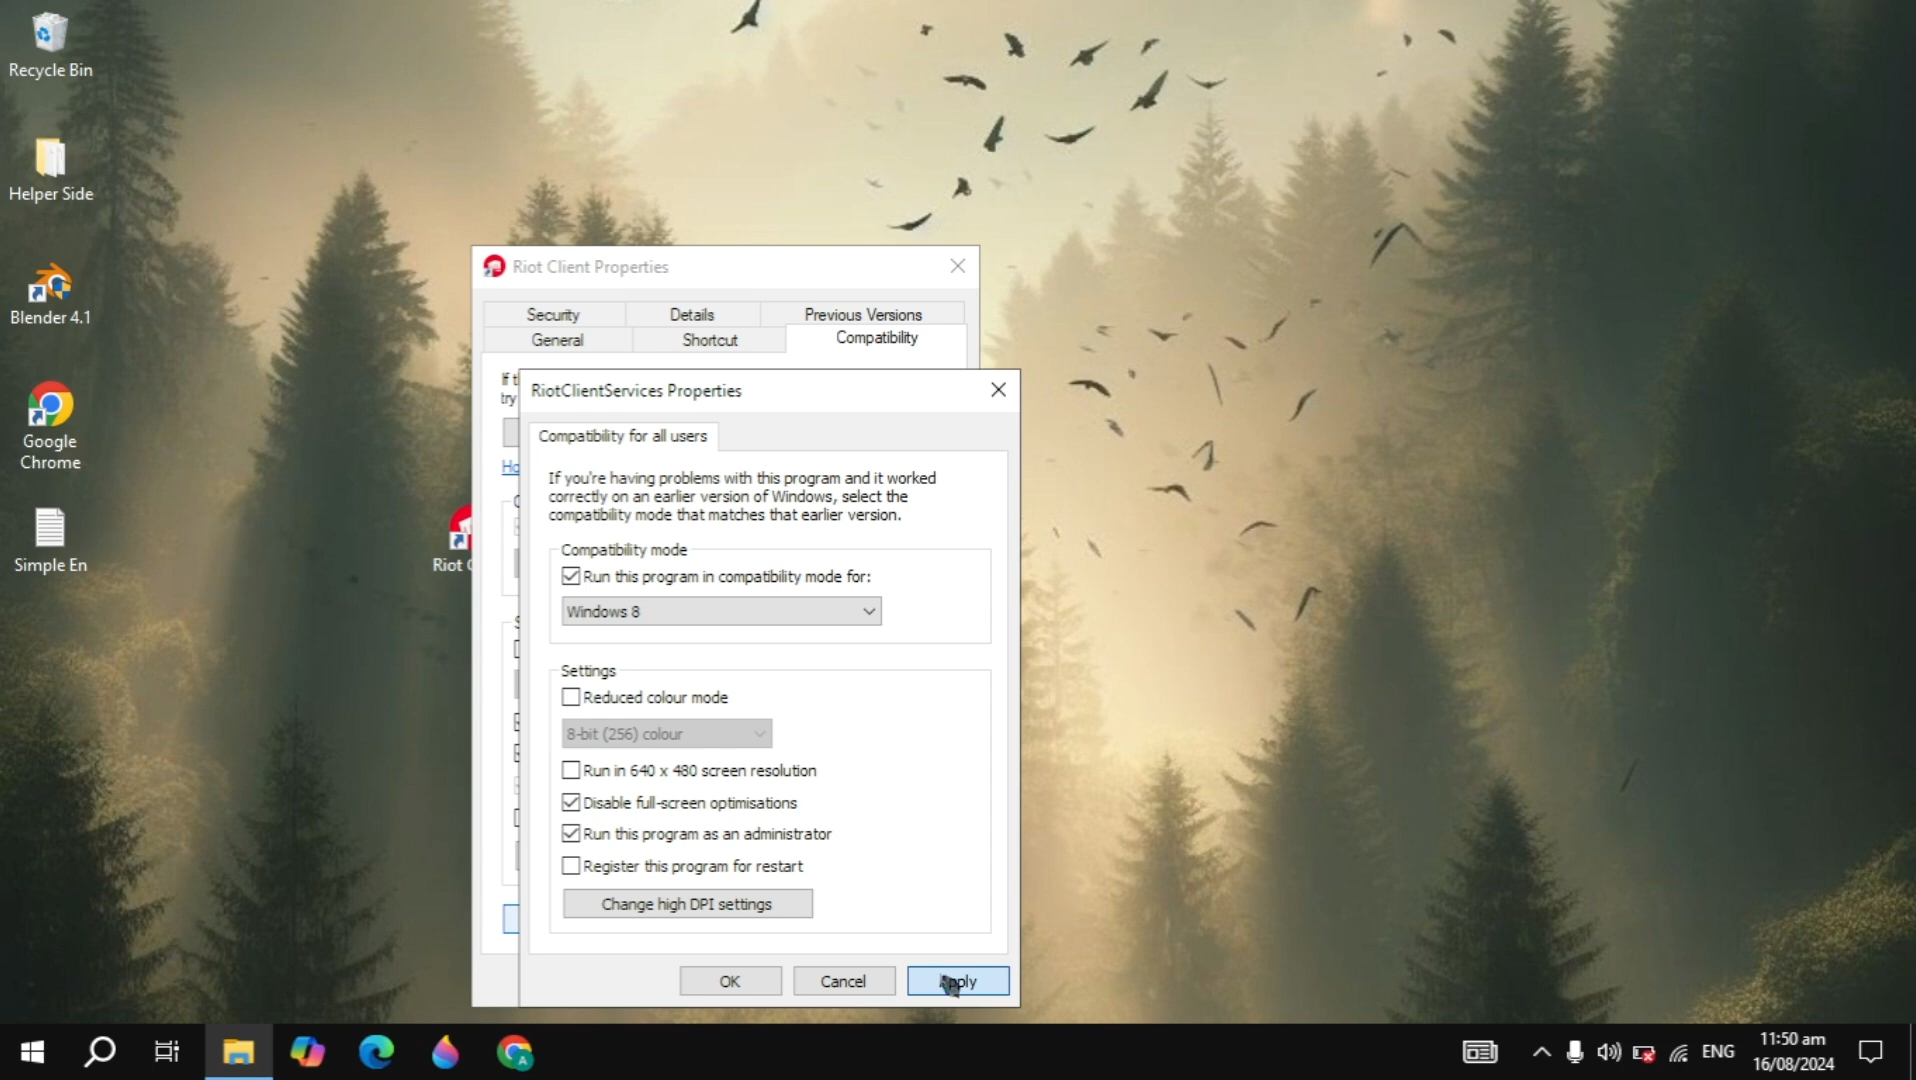 Recycle Bin
Helper Side
Blender 4.1
Google
Chrome
Simple En
Riot
Riot Client Properties
Security
Details
Previous Versions
General
Shortcut
Compatibility
try
RiotClientServices Properties
Compatibility for all users
If you're having problems with this program and it worked
correctly on an earlier version of Windows, select the
compatibility mode that matches that earlier version.
Compatibility mode
Run this program in compatibility mode for:
Windows 8
Settings
Reduced colour mode
8-bit (256) colour
Run in 640 x 480 screen resolution
Disable full-screen optimisations
Run this program as an administrator
Register this program for restart
Change high DPI settings
OK
Cancel
Apply
ENG
11:50 am
16/08/2024